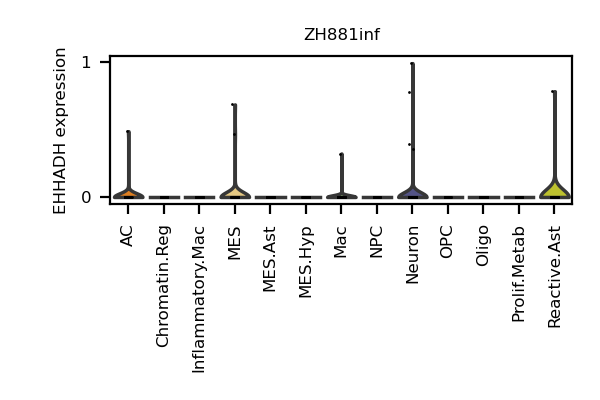 ZH881inf
EHHADH expression
1
0
AC
Chromatin.Reg
Inflammatory.Mac
MES
MES.Ast
MES.Hyp
Mac
NPC
Neuron
OPC
Oligo
Prolif.Metab
Reactive.Ast